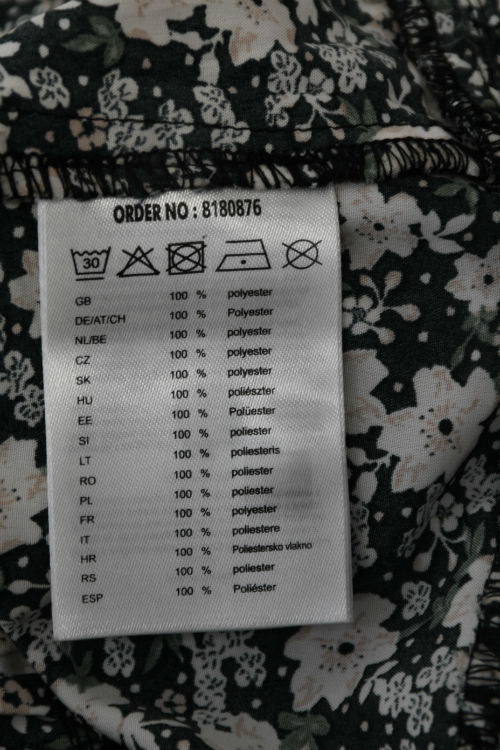 ORDER NO : 8180876
30
GB 100 % polyester
DE/AT/CH 100 % Polyester
NL/BE 100 % polyester
CZ 100 % polyester
SK 100 % polyester
HU 100 % poliészter
EE 100 % Polüester
SI 100 % poliester
LT 100 % poliesteris
RO 100 % poliester
PL 100 % poliester
FR 100 % polyester
IT 100 % poliestere
HR 100 % Poliestersko vlakno
RS 100 % poliester
ESP 100 % Poliéster